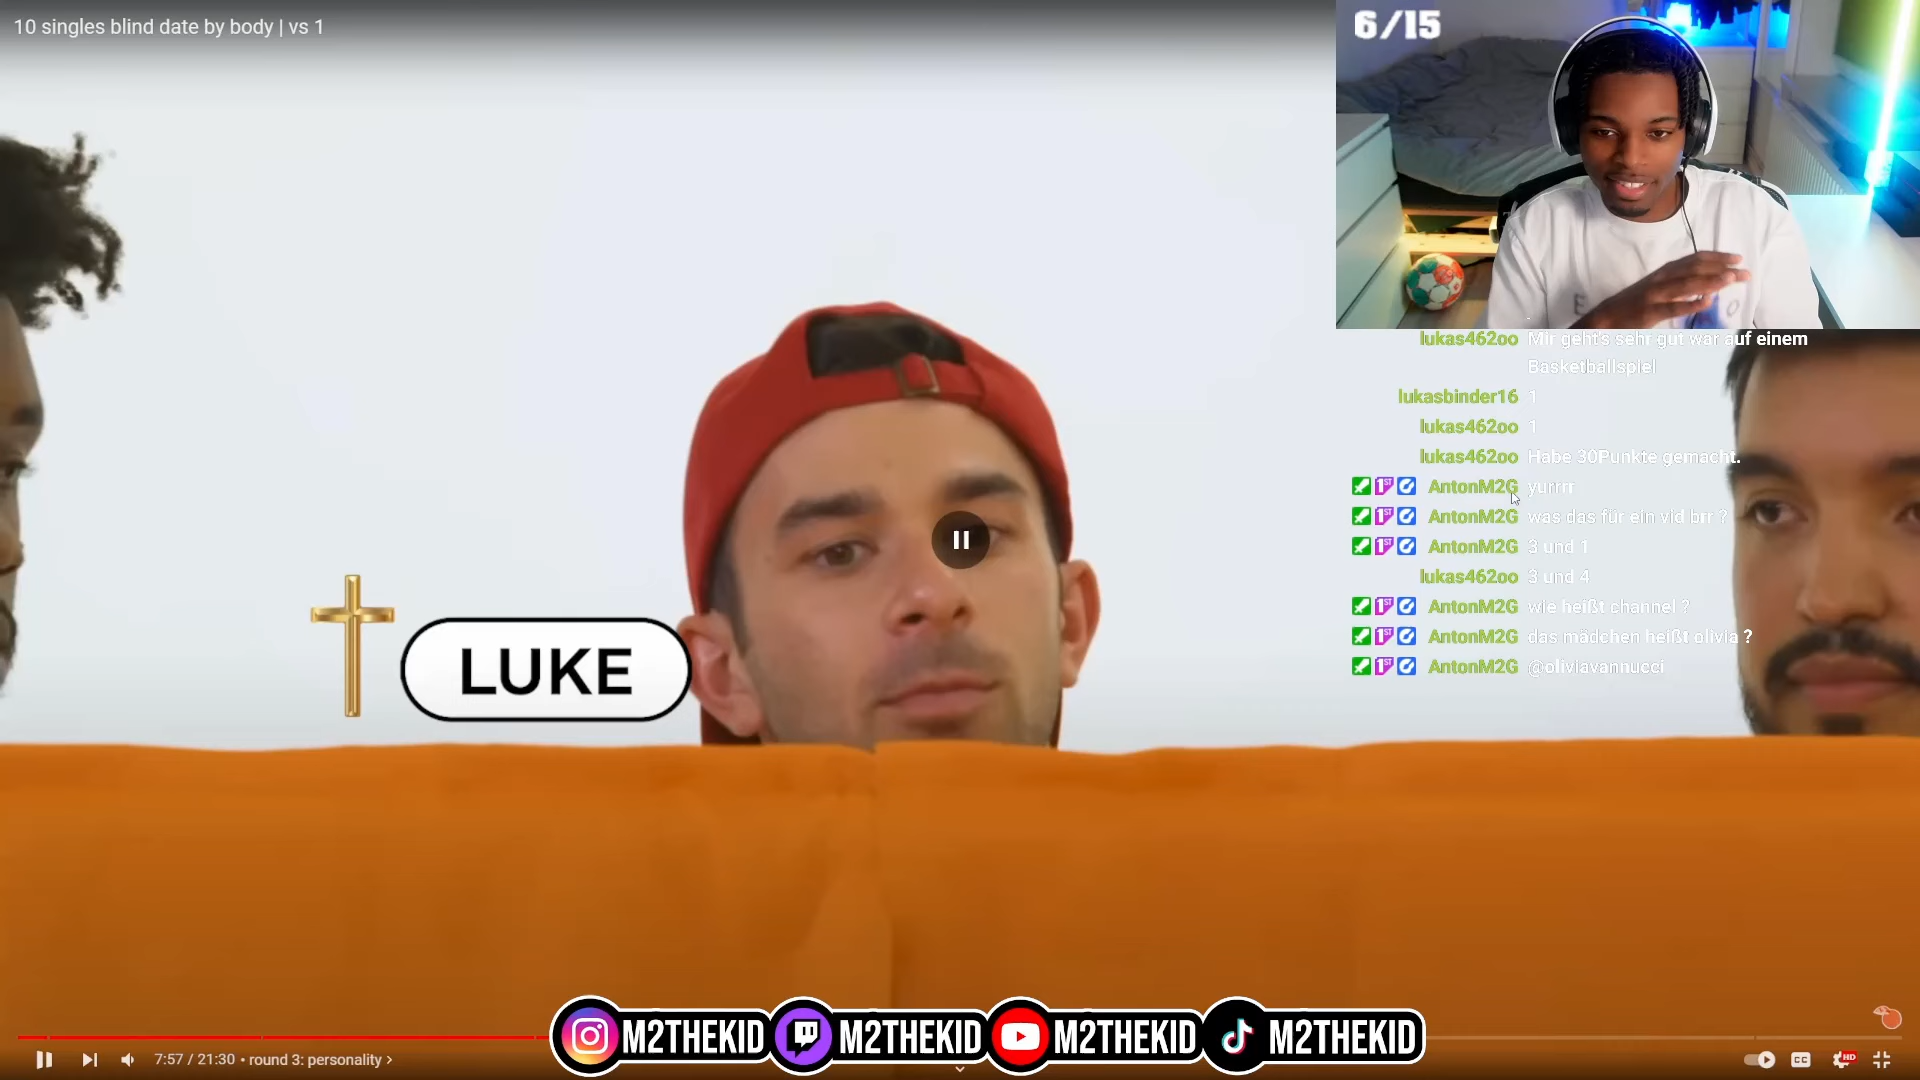 10 singles blind date by body | vs 1
6/15
lukas462oo Mir geht's sehr gut war auf einem
Basketballspiel
lukasbinder16 1
lukas462oo 1
lukas462oo Habe 30Punkte gemacht.
AntonM2G yurrrr
AntonM2G was das für ein vid brr ?
AntonM2G 3 und 1
lukas462oo 3 und 4
AntonM2G wie heißt channel ?
AntonM2G das mädchen heißt olivia ?
AntonM2G @oliviavannucci
LUKE
M2THEKID M2THEKID M2THEKID M2THEKID
7:57 / 21:30 • round 3: personality >
CC
HD